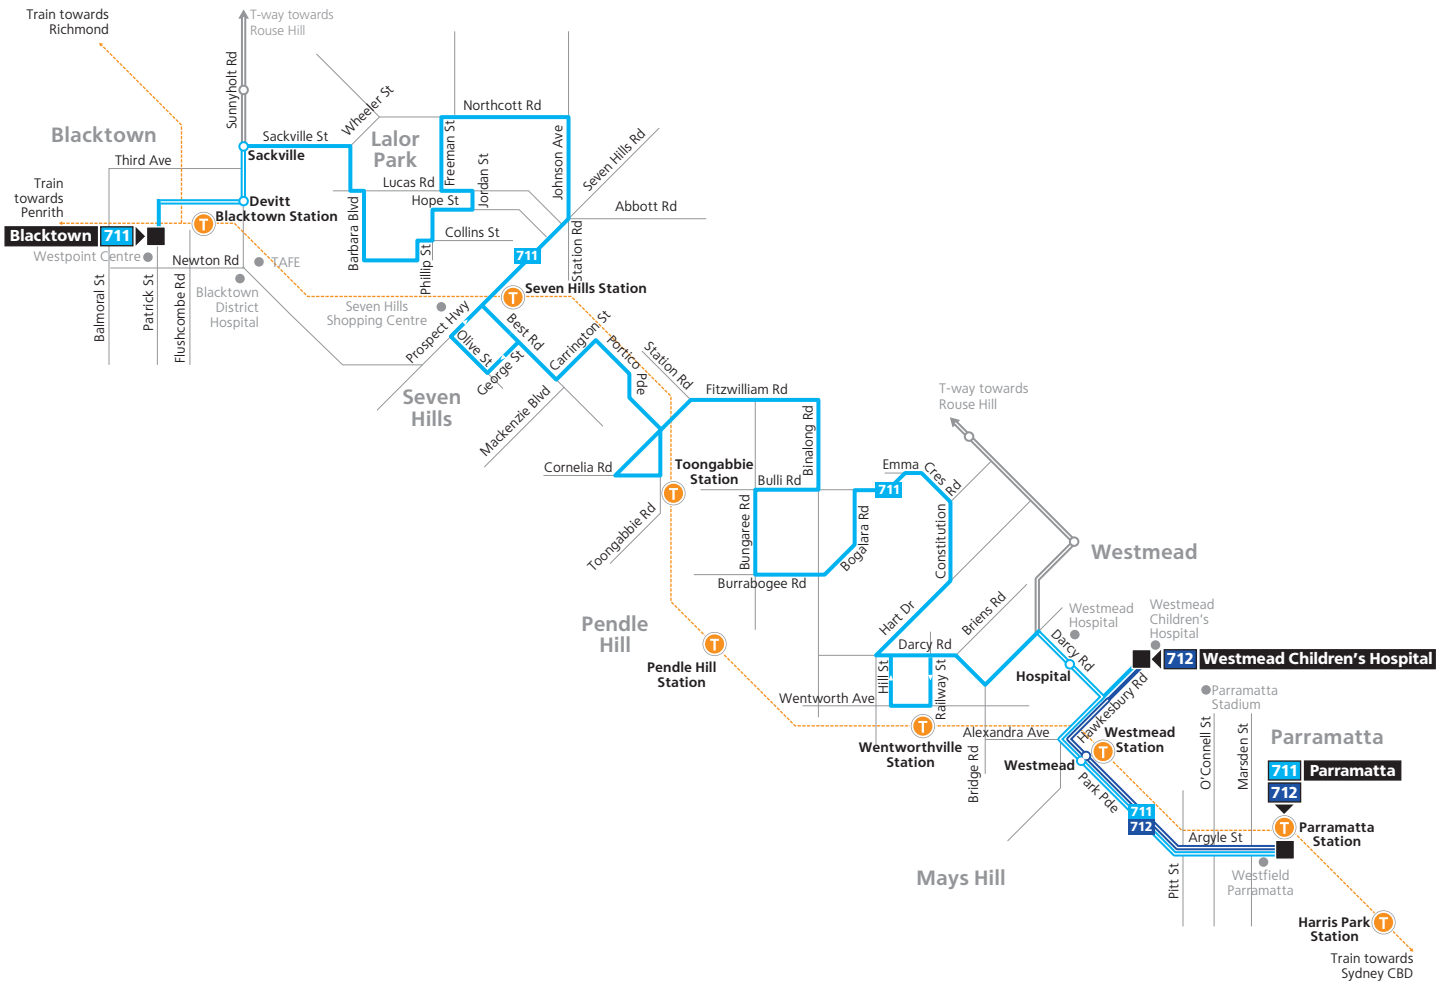 Train towards
Richmond
T-way towards
Rouse Hill
Sunnyholt Rd
Wheeler St
Northcott Rd
Blacktown
Sackville St
Lalor
Park
Freeman St
Johnson Ave
Seven Hills Rd
Sackville
Third Ave
Jordan St
Train
towards
Penrith
Lucas Rd
Hope St
Devitt
Blacktown Station
Barbara Blvd
Abbott Rd
Blacktown
711
Collins St
Station Rd
Westpoint Centre
Newton Rd
TAFE
Phillip St
711
Balmoral St
Patrick St
Flushcombe Rd
Blacktown
District
Hospital
Seven Hills
Shopping Centre
Seven Hills Station
Prospect Hwy
Best Rd
Carrington St
Olive St
George St
Portico Pde
Station Rd
Seven
Hills
Mackenzie Blvd
Fitzwilliam Rd
T-way towards
Rouse Hill
Binalong Rd
Cornelia Rd
Toongabbie
Station
Bulli Rd
Emma
Cres
Rd
711
Toongabbie Rd
Bungaree Rd
Bogalara Rd
Constitution
Westmead
Burrabogee Rd
Pendle
Hill
Hart Dr
Briens Rd
Westmead
Hospital
Westmead
Children's
Hospital
Darcy Rd
Darcy Rd
712
Westmead Children's Hospital
Pendle Hill
Station
Hill St
Railway St
Hospital
Hawkesbury Rd
Parramatta
Stadium
Wentworth Ave
Alexandra Ave
Wentworthville
Station
Bridge Rd
Westmead
Westmead
Station
O'Connell St
Marsden St
Parramatta
711
Parramatta
712
Park Pde
711
712
Argyle St
Parramatta
Station
Pitt St
Westfield
Parramatta
Mays Hill
Harris Park
Station
Train towards
Sydney CBD
T
T
T
T
T
T
T
T